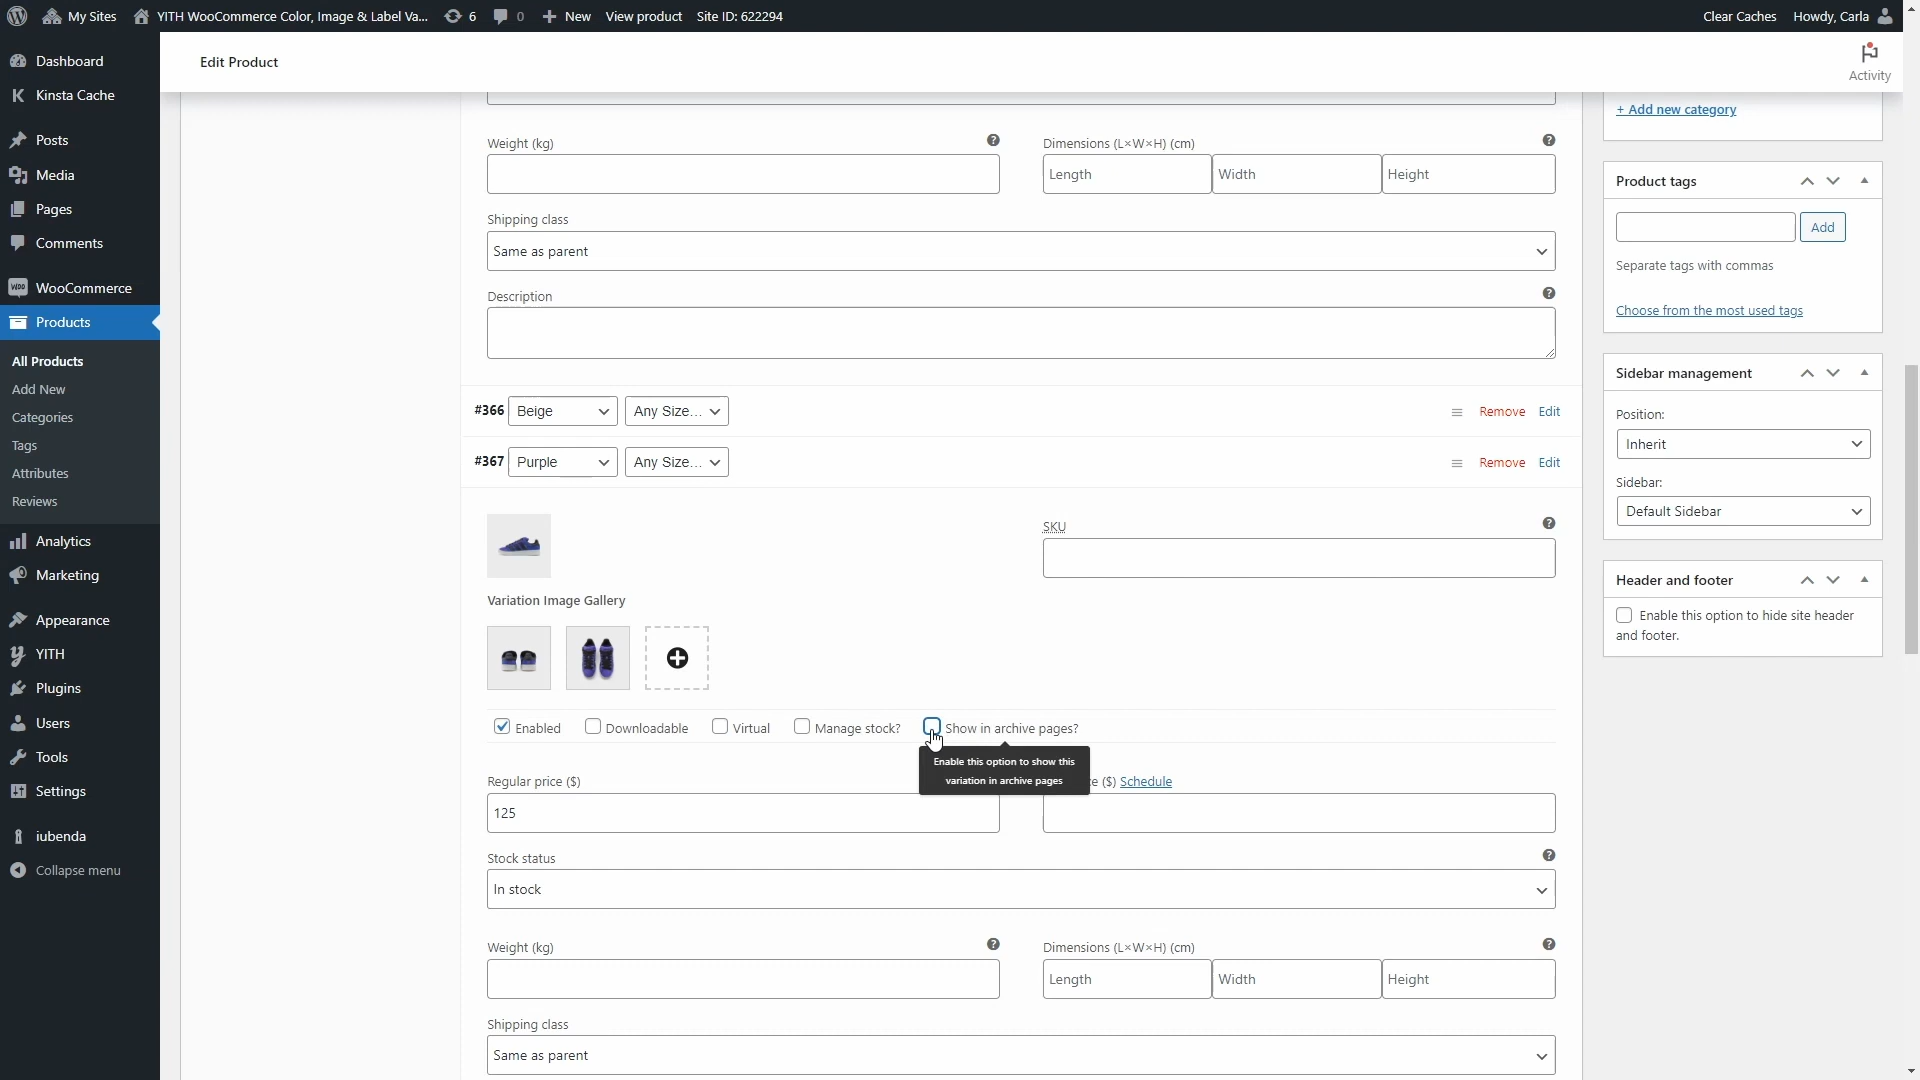 My Sites
YITH WooCommerce Color, Image & Label Va...
6
0
New
View product
Site ID: 622294
Clear Caches
Howdy, Carla
Dashboard
Kinsta Cache
Posts
Media
Pages
Comments
WooCommerce
Products
All Products
Add New
Categories
Tags
Attributes
Reviews
Analytics
Marketing
Appearance
YITH
Plugins
Users
Tools
Settings
iubenda
Collapse menu
Edit Product
Activity
Weight (kg)
Dimensions (L×W×H) (cm)
Length
Width
Height
Shipping class
Same as parent
Description
#366
Beige
Any Size...
Remove
Edit
#367
Purple
Any Size...
Remove
Edit
SKU
Variation Image Gallery
Enabled
Downloadable
Virtual
Manage stock?
Show in archive pages?
Enable this option to show this
variation in archive pages
Regular price ($)
($) Schedule
125
Stock status
In stock
Weight (kg)
Dimensions (L×W×H) (cm)
Length
Width
Height
Shipping class
Same as parent
+ Add new category
Product tags
Add
Separate tags with commas
Choose from the most used tags
Sidebar management
Position:
Inherit
Sidebar:
Default Sidebar
Header and footer
Enable this option to hide site header
and footer.